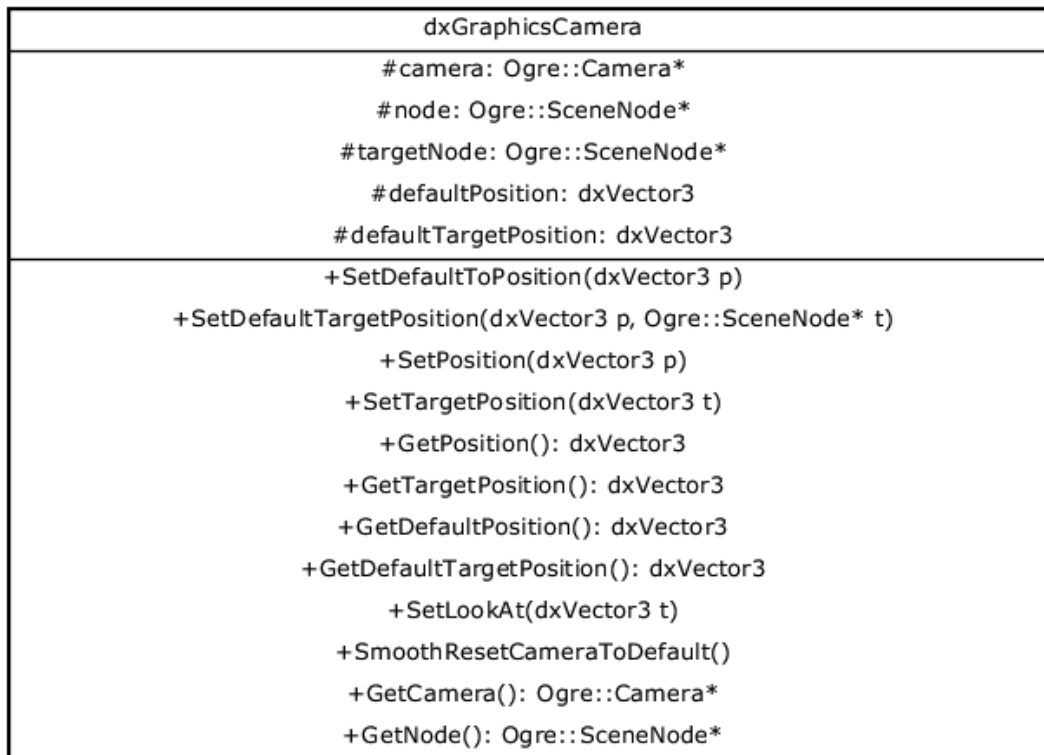 dxGraphicsCamera
#camera: Ogre::Camera*
#node: Ogre::SceneNode*
#targetNode: Ogre::SceneNode*
#defaultPosition: dxVector3
#defaultTargetPosition: dxVector3
+SetDefaultToPosition(dxVector3 p)
+SetDefaultTargetPosition(dxVector3 p, Ogre::SceneNode* t)
+SetPosition(dxVector3 p)
+SetTargetPosition(dxVector3 t)
+GetPosition(): dxVector3
+GetTargetPosition(): dxVector3
+GetDefaultPosition(): dxVector3
+GetDefaultTargetPosition(): dxVector3
+SetLookAt(dxVector3 t)
+SmoothResetCameraToDefault()
+GetCamera(): Ogre::Camera*
+GetNode(): Ogre::SceneNode*